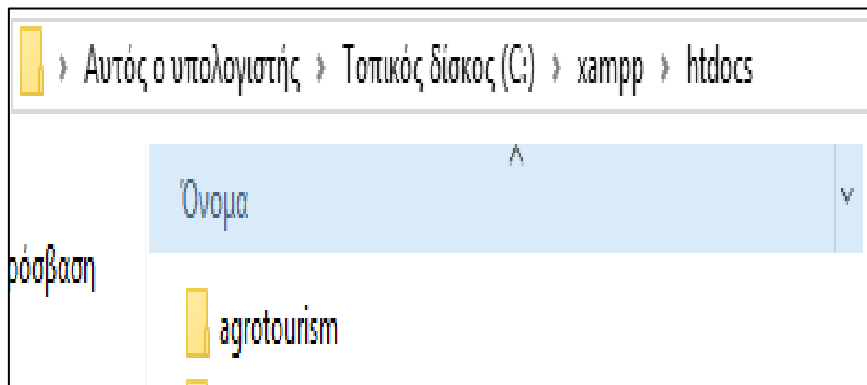 Αυτός ο υπολογιστής > Τοπικός δίσκος (C:) > xampp > htdocs
Όνομα
ρόσβαση
agrotourism